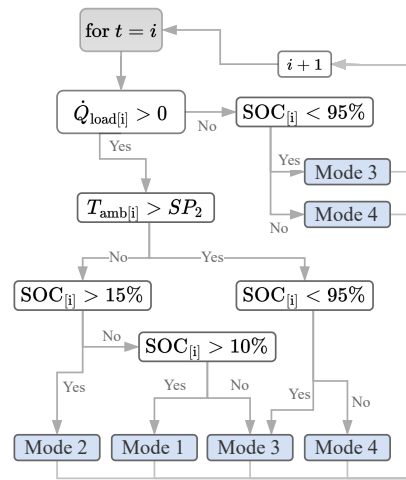 for t = i
i + 1
Q̇load[i] > 0
No
SOC[i] < 95%
Yes
Yes
Mode 3
Tamb[i] > SP2
Mode 4
No
No
Yes
SOC[i] > 15%
SOC[i] < 95%
No
SOC[i] > 10%
Yes
Yes
No
Yes
No
Mode 2
Mode 1
Mode 3
Mode 4